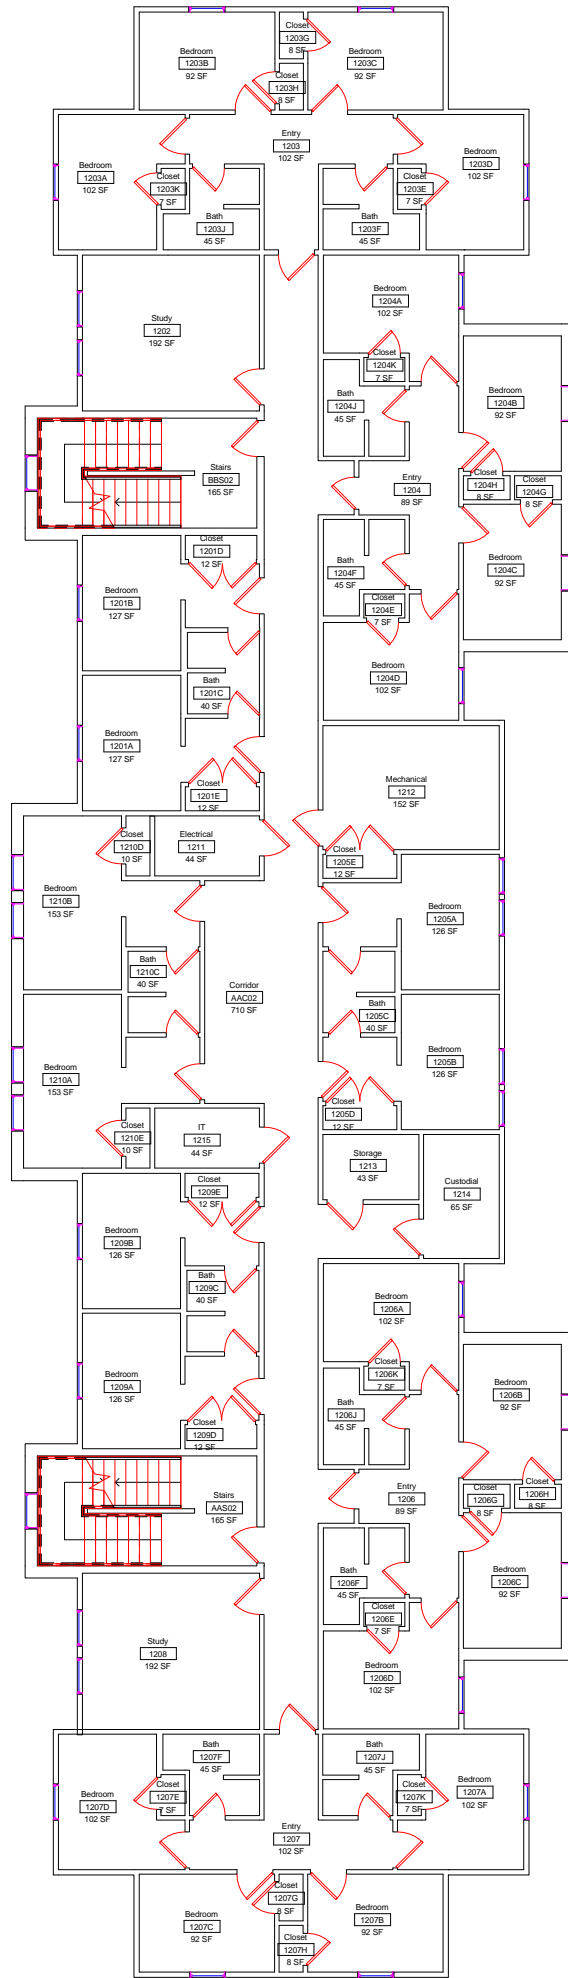 Bedroom
1203B
92 SF
Closet
1203G
8 SF
Bedroom
1203C
92 SF
Closet
1203H
8 SF
Entry
1203
102 SF
Bedroom
1203A
102 SF
Closet
1203K
7 SF
Bath
1203J
45 SF
Bath
1203F
45 SF
Closet
1203E
7 SF
Bedroom
1203D
102 SF
Study
1202
192 SF
Bedroom
1204A
102 SF
Closet
1204K
7 SF
Bath
1204J
45 SF
Bedroom
1204B
92 SF
Stairs
BBS02
165 SF
Entry
1204
89 SF
Closet
1204H
8 SF
Closet
1204G
8 SF
Closet
1201D
12 SF
Bedroom
1201B
127 SF
Bath
1204F
45 SF
Bedroom
1204C
92 SF
Closet
1204E
7 SF
Bath
1201C
40 SF
Bedroom
1204D
102 SF
Bedroom
1201A
127 SF
Closet
1201E
12 SF
Mechanical
1212
152 SF
Closet
1210D
10 SF
Electrical
1211
44 SF
Closet
1205E
12 SF
Bedroom
1210B
153 SF
Bedroom
1205A
126 SF
Bath
1210C
40 SF
Corridor
AAC02
710 SF
Bath
1205C
40 SF
Bedroom
1210A
153 SF
Bedroom
1205B
126 SF
Closet
1210E
10 SF
IT
1215
44 SF
Closet
1205D
12 SF
Storage
1213
43 SF
Custodial
1214
65 SF
Closet
1209E
12 SF
Bedroom
1209B
126 SF
Bath
1209C
40 SF
Bedroom
1206A
102 SF
Bedroom
1209A
126 SF
Closet
1206K
7 SF
Bedroom
1206B
92 SF
Closet
1209D
12 SF
Bath
1206J
45 SF
Stairs
AAS02
165 SF
Entry
1206
89 SF
Closet
1206G
8 SF
Closet
1206H
8 SF
Bath
1206F
45 SF
Bedroom
1206C
92 SF
Closet
1206E
7 SF
Study
1208
192 SF
Bedroom
1206D
102 SF
Bath
1207F
45 SF
Bath
1207J
45 SF
Bedroom
1207D
102 SF
Closet
1207E
7 SF
Closet
1207K
7 SF
Bedroom
1207A
102 SF
Entry
1207
102 SF
Closet
1207G
8 SF
Bedroom
1207C
92 SF
Bedroom
1207B
92 SF
Closet
1207H
8 SF